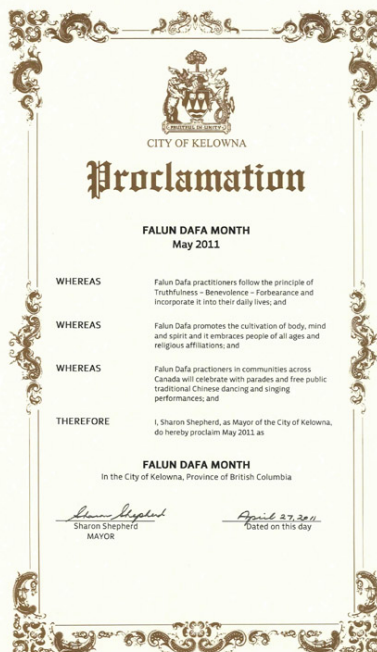 FRUITFUL IN UNITY
CITY OF KELOWNA
Proclamation
FALUN DAFA MONTH
May 2011
WHEREAS
Falun Dafa practitioners follow the principle of
Truthfulness – Benevolence – Forbearance and
incorporate it into their daily lives; and
WHEREAS
Falun Dafa promotes the cultivation of body, mind
and spirit and it embraces people of all ages and
religious affiliations; and
WHEREAS
Falun Dafa practioners in communities across
Canada will celebrate with parades and free public
traditional Chinese dancing and singing
performances; and
THEREFORE
I, Sharon Shepherd, as Mayor of the City of Kelowna,
do hereby proclaim May 2011 as
FALUN DAFA MONTH
In the City of Kelowna, Province of British Columbia
Sharon Shepherd
April 27, 2011
Sharon Shepherd
Dated on this day
MAYOR